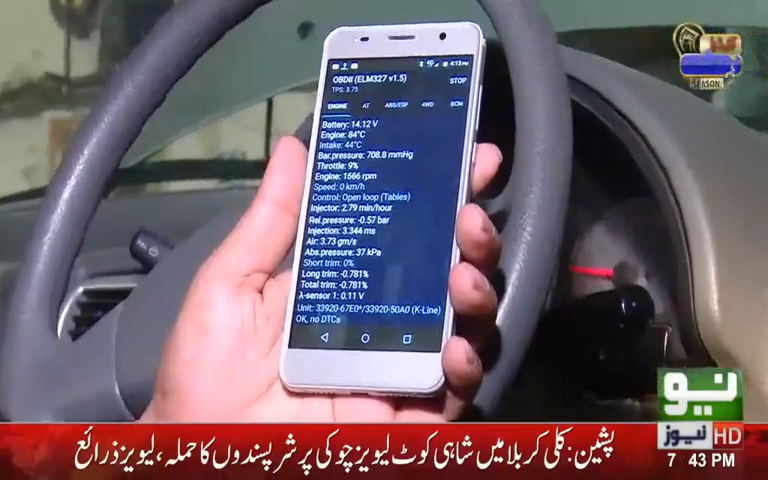 4:13 PM
OBDII (ELM327 v1.5)
STOP
TPS: 3.75
ENGINE AT ABS/ESP 4WD BCM
Battery: 14.12 V
Engine: 84°C
Intake: 44°C
Bar.pressure: 708.8 mmHg
Throttle: 9%
Engine: 1566 rpm
Speed: 0 km/h
Control: Open loop (Tables)
Injector: 2.79 min/hour
Rel.pressure: -0.57 bar
Injection: 3.344 ms
Air: 3.73 gm/s
Abs.pressure: 37 kPa
Short trim: 0%
Long trim: -0.781%
Total trim: -0.781%
λ-sensor 1: 0.11 V
Unit: 33920-67E0*/33920-50A0 (K-Line)
OK, no DTCs
SEASON
نیو
نیوز HD
پشین: کلی کربلا میں شاہی کوٹ لیویز چوکی پر شرپسندوں کا حملہ، لیویز ذرائع
7 43 PM